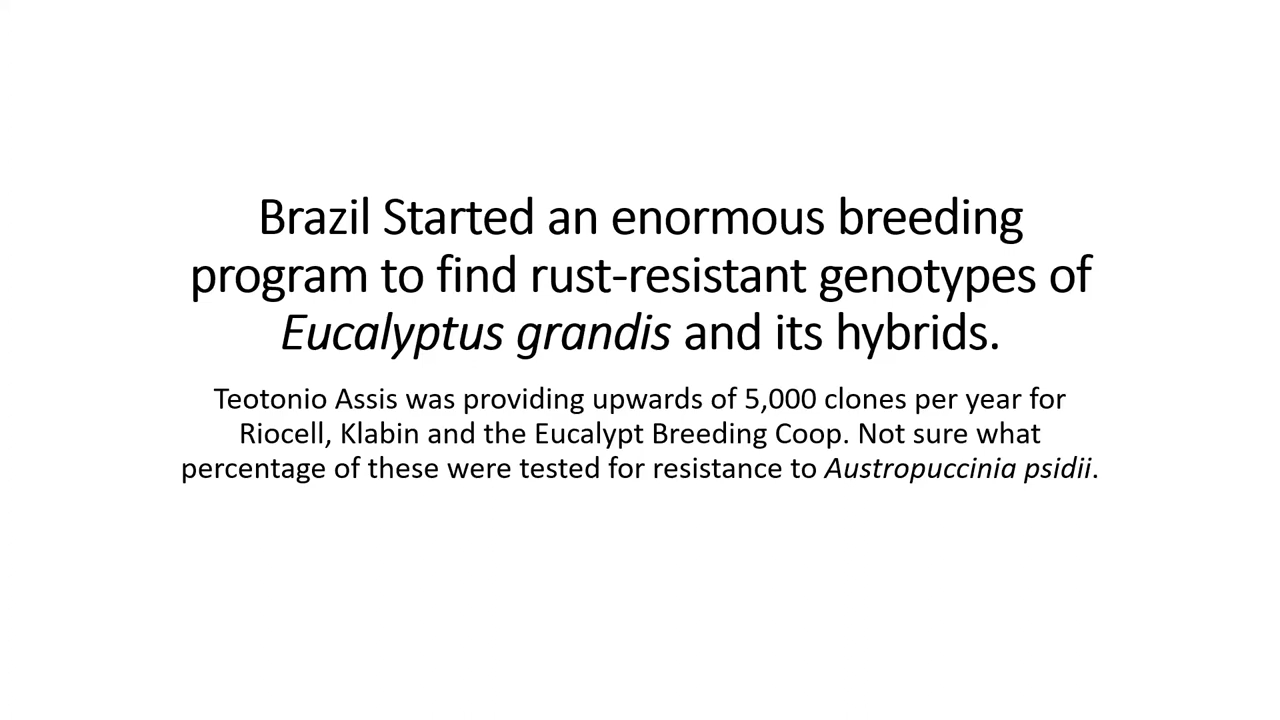 Brazil Started an enormous breeding
program to find rust-resistant genotypes of
Eucalyptus grandis and its hybrids.
Teotonio Assis was providing upwards of 5,000 clones per year for
Riocell, Klabin and the Eucalypt Breeding Coop. Not sure what
percentage of these were tested for resistance to Austropuccinia psidii.